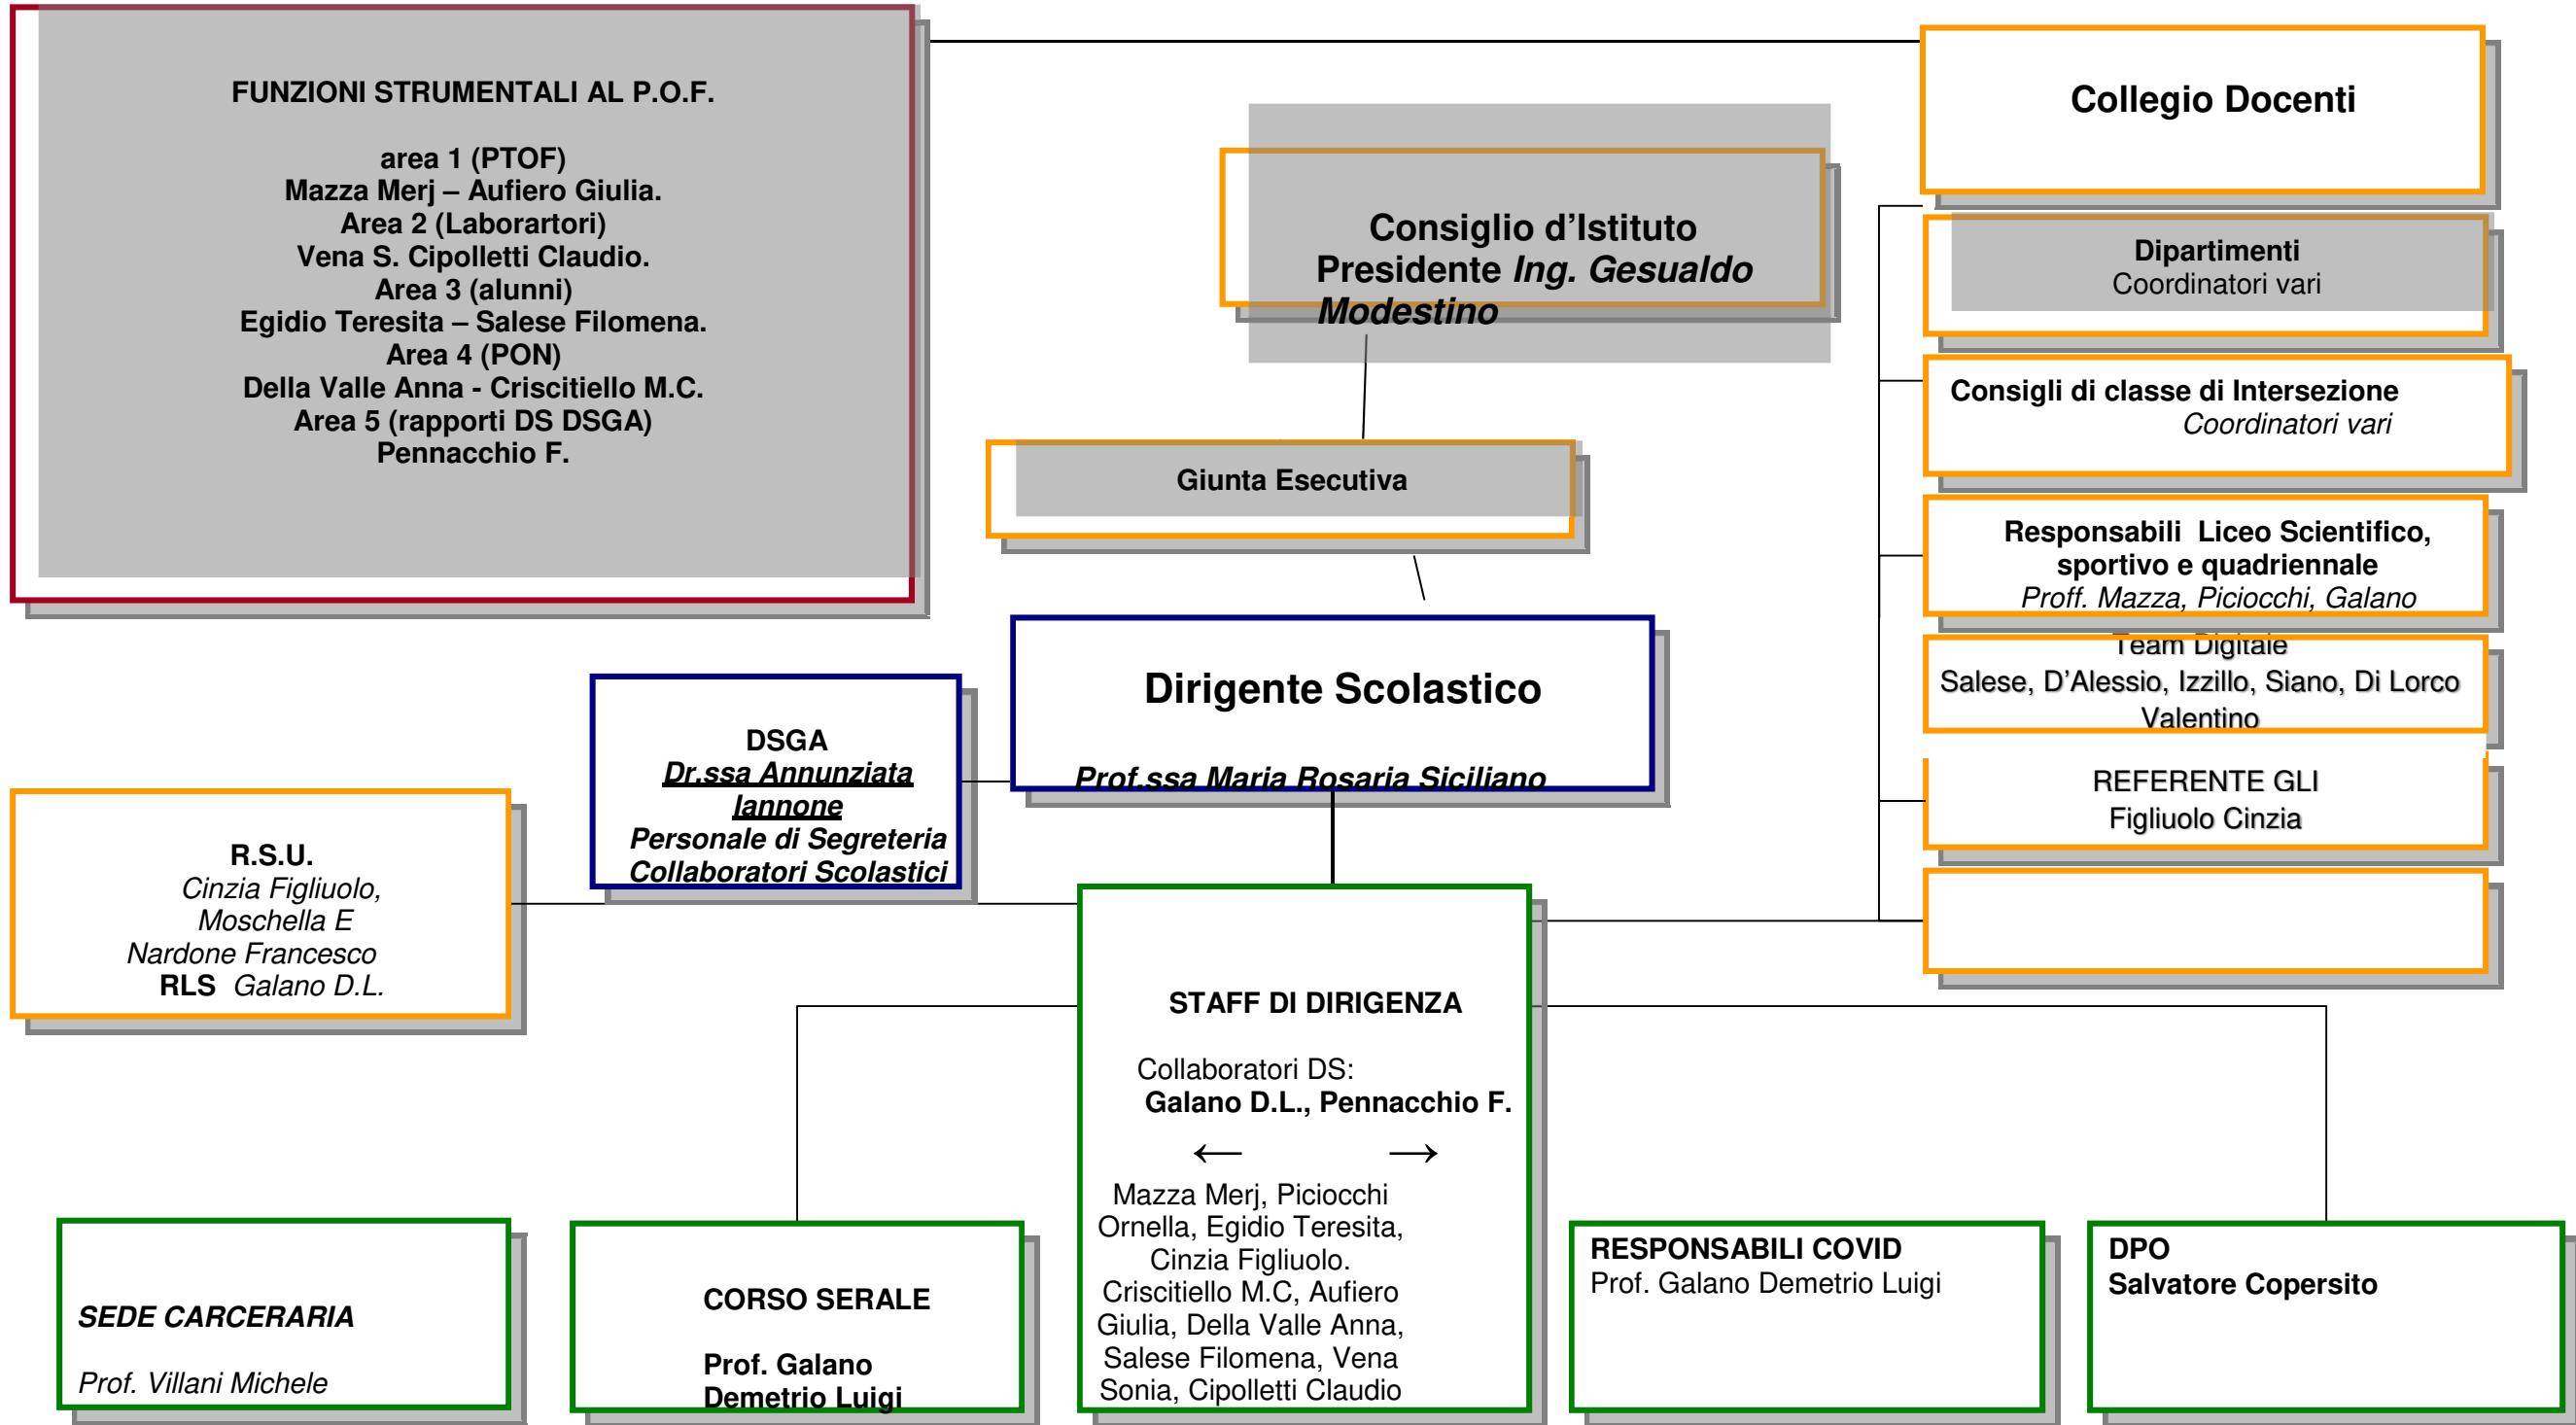 FUNZIONI STRUMENTALI AL P.O.F.
area 1 (PTOF)
Mazza Merj – Aufiero Giulia.
Area 2 (Laborartori)
Vena S. Cipolletti Claudio.
Area 3 (alunni)
Egidio Teresita – Salese Filomena.
Area 4 (PON)
Della Valle Anna - Criscitiello M.C.
Area 5 (rapporti DS DSGA)
Pennacchio F.
Collegio Docenti
Consiglio d’Istituto
Presidente Ing. Gesualdo
Modestino
Dipartimenti
Coordinatori vari
Consigli di classe di Intersezione
Coordinatori vari
Giunta Esecutiva
Responsabili Liceo Scientifico,
sportivo e quadriennale
Proff. Mazza, Piciocchi, Galano
Team Digitale
Salese, D’Alessio, Izzillo, Siano, Di Lorco
Valentino
Dirigente Scolastico
Prof.ssa Maria Rosaria Siciliano
DSGA
Dr.ssa Annunziata
Iannone
Personale di Segreteria
Collaboratori Scolastici
REFERENTE GLI
Figliuolo Cinzia
R.S.U.
Cinzia Figliuolo,
Moschella E
Nardone Francesco
RLS Galano D.L.
STAFF DI DIRIGENZA
Collaboratori DS:
Galano D.L., Pennacchio F.
← →
Mazza Merj, Piciocchi
Ornella, Egidio Teresita,
Cinzia Figliuolo.
Criscitiello M.C, Aufiero
Giulia, Della Valle Anna,
Salese Filomena, Vena
Sonia, Cipolletti Claudio
SEDE CARCERARIA
Prof. Villani Michele
CORSO SERALE
Prof. Galano
Demetrio Luigi
RESPONSABILI COVID
Prof. Galano Demetrio Luigi
DPO
Salvatore Copersito